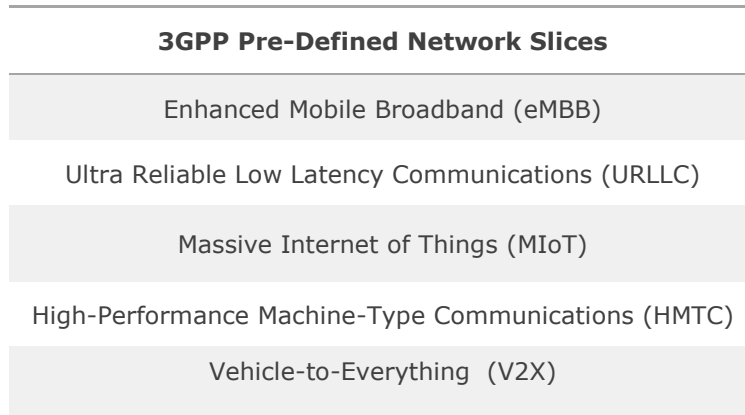 3GPP Pre-Defined Network Slices
Enhanced Mobile Broadband (eMBB)
Ultra Reliable Low Latency Communications (URLLC)
Massive Internet of Things (MIoT)
High-Performance Machine-Type Communications (HMTC)
Vehicle-to-Everything (V2X)